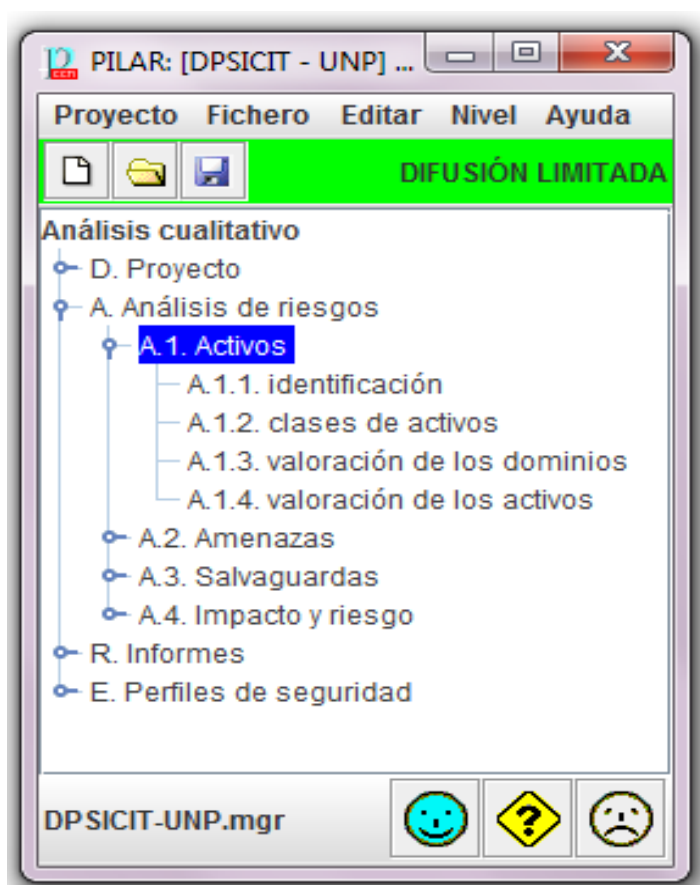 PILAR: [DPSICIT - UNP] ...
Proyecto Fichero Editar Nivel Ayuda
DIFUSIÓN LIMITADA
Análisis cualitativo
D. Proyecto
A. Análisis de riesgos
A.1. Activos
A.1.1. identificación
A.1.2. clases de activos
A.1.3. valoración de los dominios
A.1.4. valoración de los activos
A.2. Amenazas
A.3. Salvaguardas
A.4. Impacto y riesgo
R. Informes
E. Perfiles de seguridad
DPSICIT-UNP.mgr
?